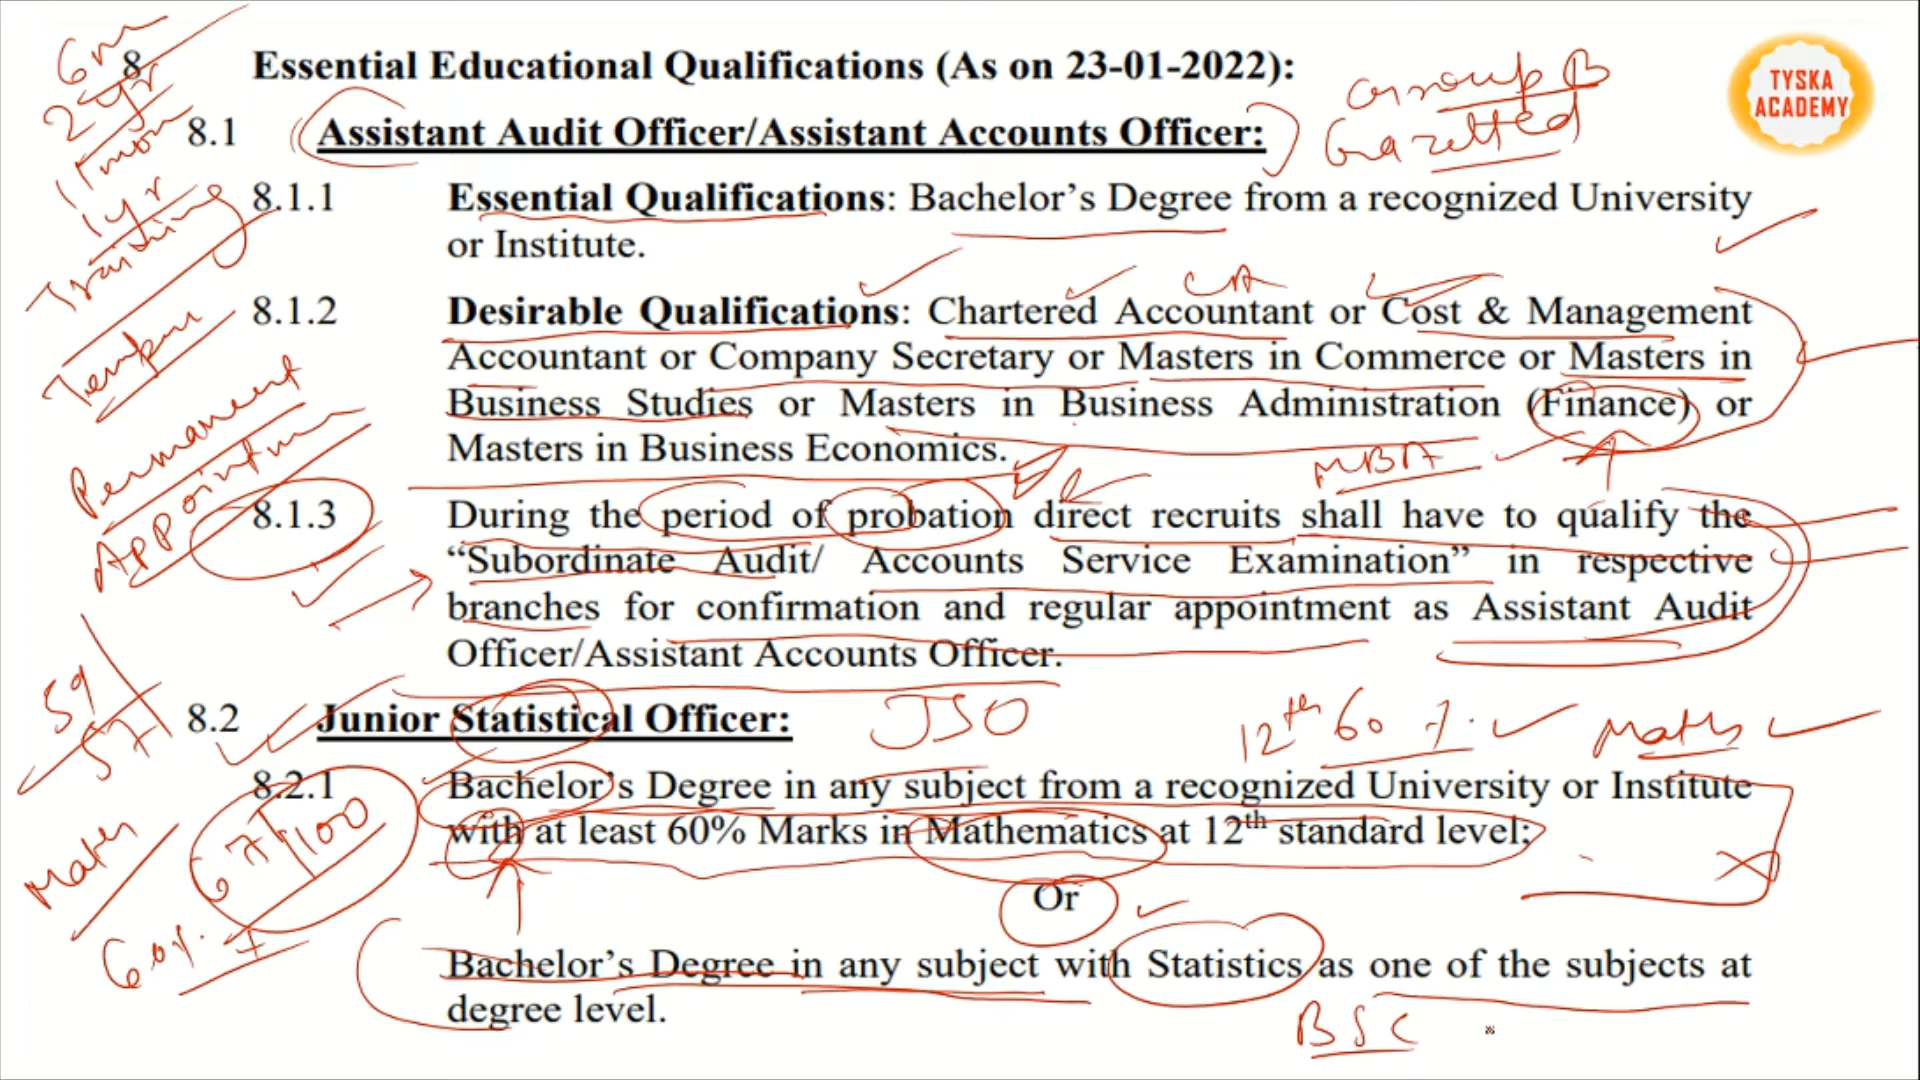 8 Essential Educational Qualifications (As on 23-01-2022):
Group B
Gazetted
TYSKA
ACADEMY
8.1 Assistant Audit Officer/Assistant Accounts Officer:
8.1.1 Essential Qualifications: Bachelor’s Degree from a recognized University
or Institute.
CA
8.1.2 Desirable Qualifications: Chartered Accountant or Cost & Management
Accountant or Company Secretary or Masters in Commerce or Masters in
Business Studies or Masters in Business Administration (Finance) or
Masters in Business Economics.
MBA
8.1.3 During the period of probation direct recruits shall have to qualify the
“Subordinate Audit/ Accounts Service Examination” in respective
branches for confirmation and regular appointment as Assistant Audit
Officer/Assistant Accounts Officer.
8.2 Junior Statistical Officer:
JSO
12th 60 %
Maths
8.2.1 Bachelor’s Degree in any subject from a recognized University or Institute
with at least 60% Marks in Mathematics at 12th standard level;
Or
Bachelor’s Degree in any subject with Statistics as one of the subjects at
degree level.
BSC
6m
2yr
1yr
Training
Permanent
59
57
Maths
100
60%